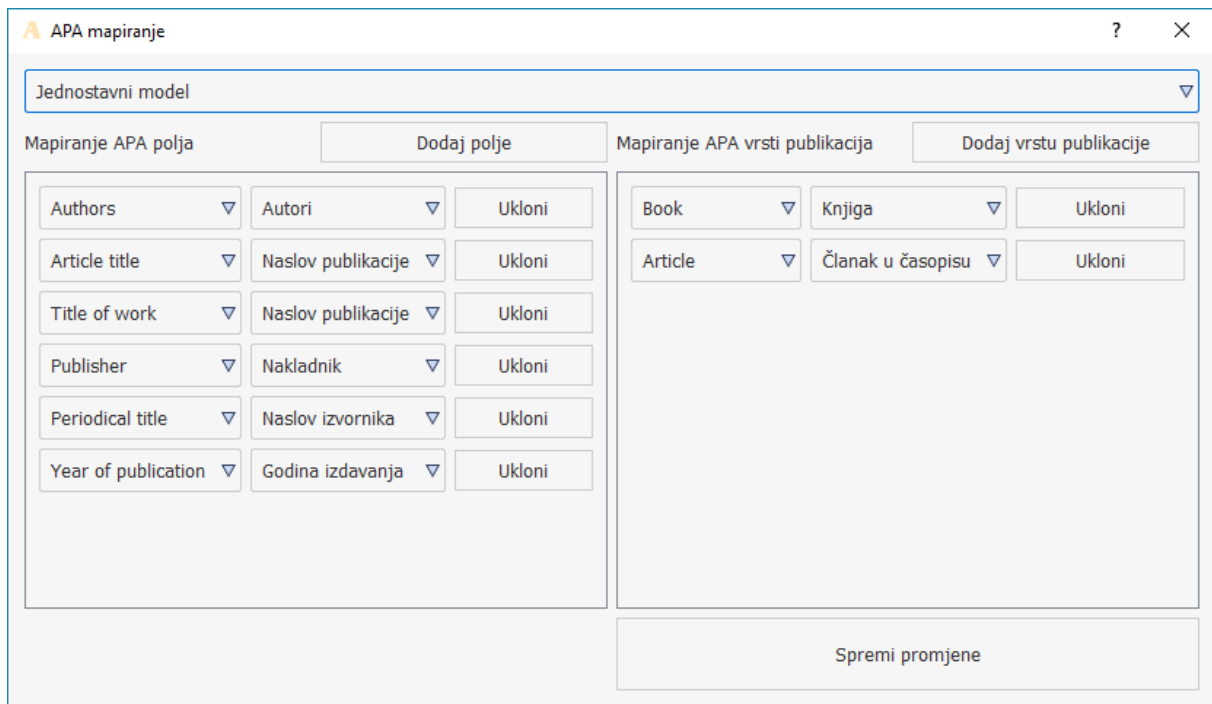 APA mapiranje ?
Jednostavni model
Mapiranje APA polja Dodaj polje Mapiranje APA vrsti publikacija Dodaj vrstu publikacije
Authors Autori Ukloni
Article title Naslov publikacije Ukloni
Title of work Naslov publikacije Ukloni
Publisher Nakladnik Ukloni
Periodical title Naslov izvornika Ukloni
Year of publication Godina izdavanja Ukloni
Book Knjiga Ukloni
Article Članak u časopisu Ukloni
Spremi promjene